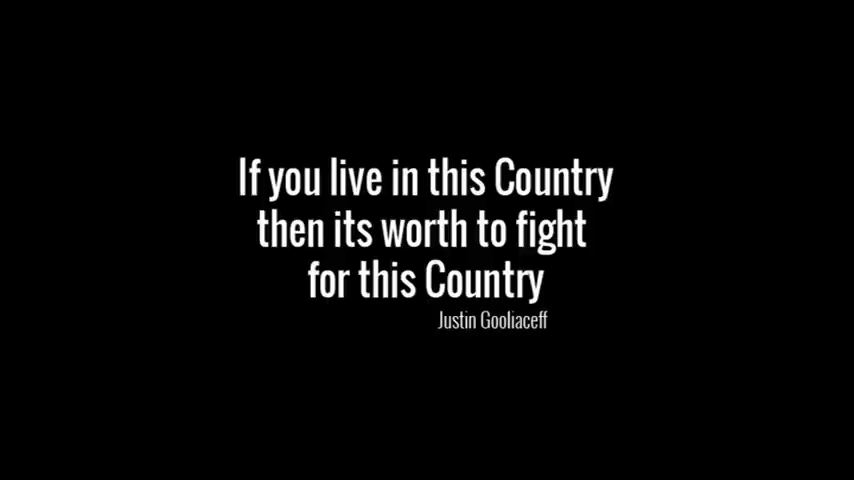 If you live in this Country
then its worth to fight
for this Country
Justin Gooliaceff